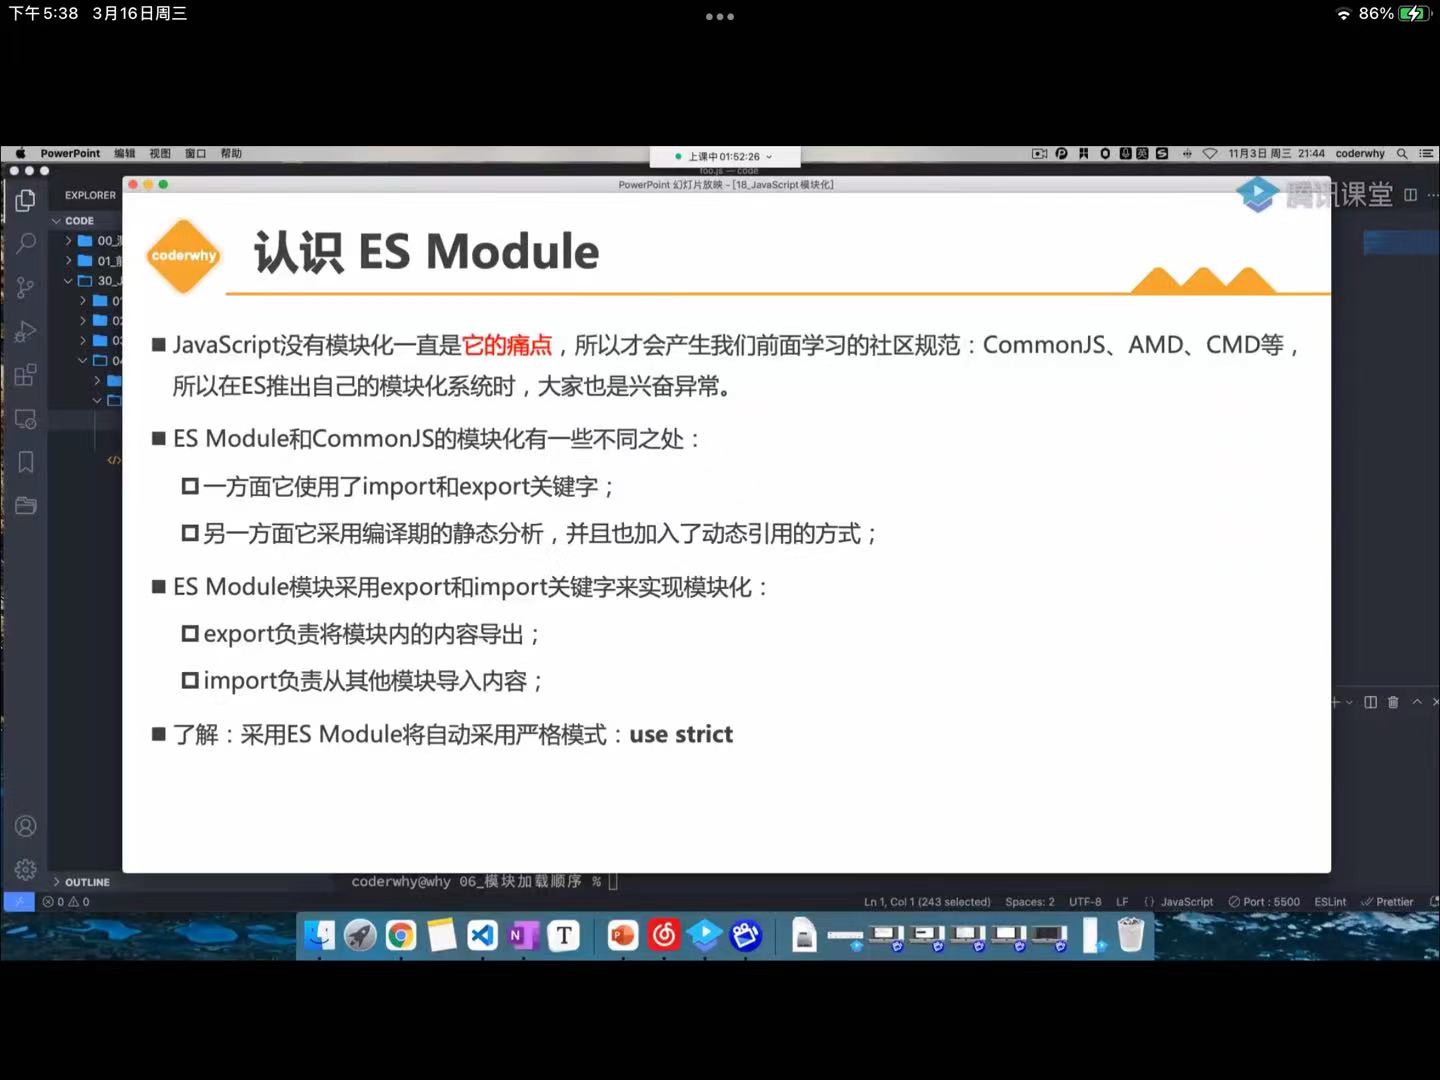 下午5:38 3月16日周三
86%
PowerPoint 编辑 视图 窗口 帮助
上课中 01:52:26
11月3日 周三 21:44 coderwhy
foo.js — code
PowerPoint 幻灯片放映 - [18_JavaScript模块化]
腾讯课堂
EXPLORER
CODE
00_
01_
30_J
coderwhy
认识 ES Module
■ JavaScript没有模块化一直是它的痛点，所以才会产生我们前面学习的社区规范：CommonJS、AMD、CMD等，
所以在ES推出自己的模块化系统时，大家也是兴奋异常。
■ ES Module和CommonJS的模块化有一些不同之处：
一方面它使用了import和export关键字；
另一方面它采用编译期的静态分析，并且也加入了动态引用的方式；
■ ES Module模块采用export和import关键字来实现模块化：
export负责将模块内的内容导出；
import负责从其他模块导入内容；
■ 了解：采用ES Module将自动采用严格模式：use strict
OUTLINE
coderwhy@why 06_模块加载顺序 %
0 0
Ln 1, Col 1 (243 selected) Spaces: 2 UTF-8 LF {} JavaScript Port : 5500 ESLint Prettier